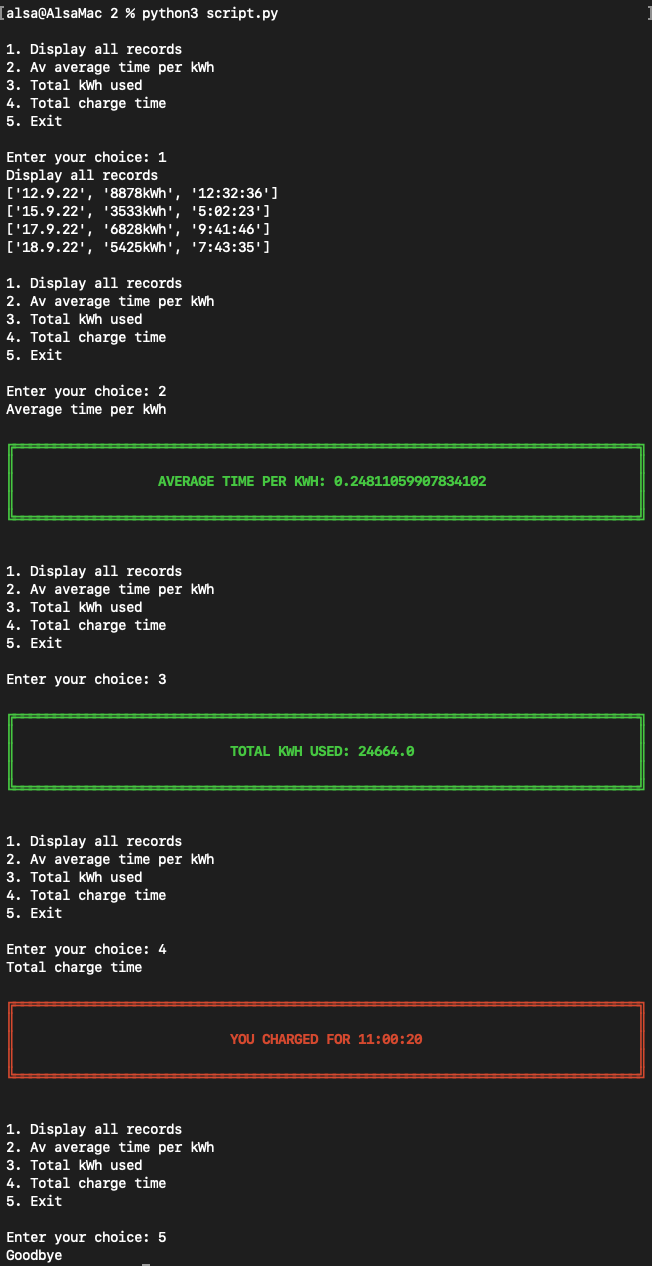 [alsa@AlsaMac 2 % python3 script.py ]
1. Display all records
2. Av average time per kWh
3. Total kWh used
4. Total charge time
5. Exit
Enter your choice: 1
Display all records
['12.9.22', '8878kWh', '12:32:36']
['15.9.22', '3533kWh', '5:02:23']
['17.9.22', '6828kWh', '9:41:46']
['18.9.22', '5425kWh', '7:43:35']
1. Display all records
2. Av average time per kWh
3. Total kWh used
4. Total charge time
5. Exit
Enter your choice: 2
Average time per kWh
AVERAGE TIME PER KWH: 0.24811059907834102
1. Display all records
2. Av average time per kWh
3. Total kWh used
4. Total charge time
5. Exit
Enter your choice: 3
TOTAL KWH USED: 24664.0
1. Display all records
2. Av average time per kWh
3. Total kWh used
4. Total charge time
5. Exit
Enter your choice: 4
Total charge time
YOU CHARGED FOR 11:00:20
1. Display all records
2. Av average time per kWh
3. Total kWh used
4. Total charge time
5. Exit
Enter your choice: 5
Goodbye